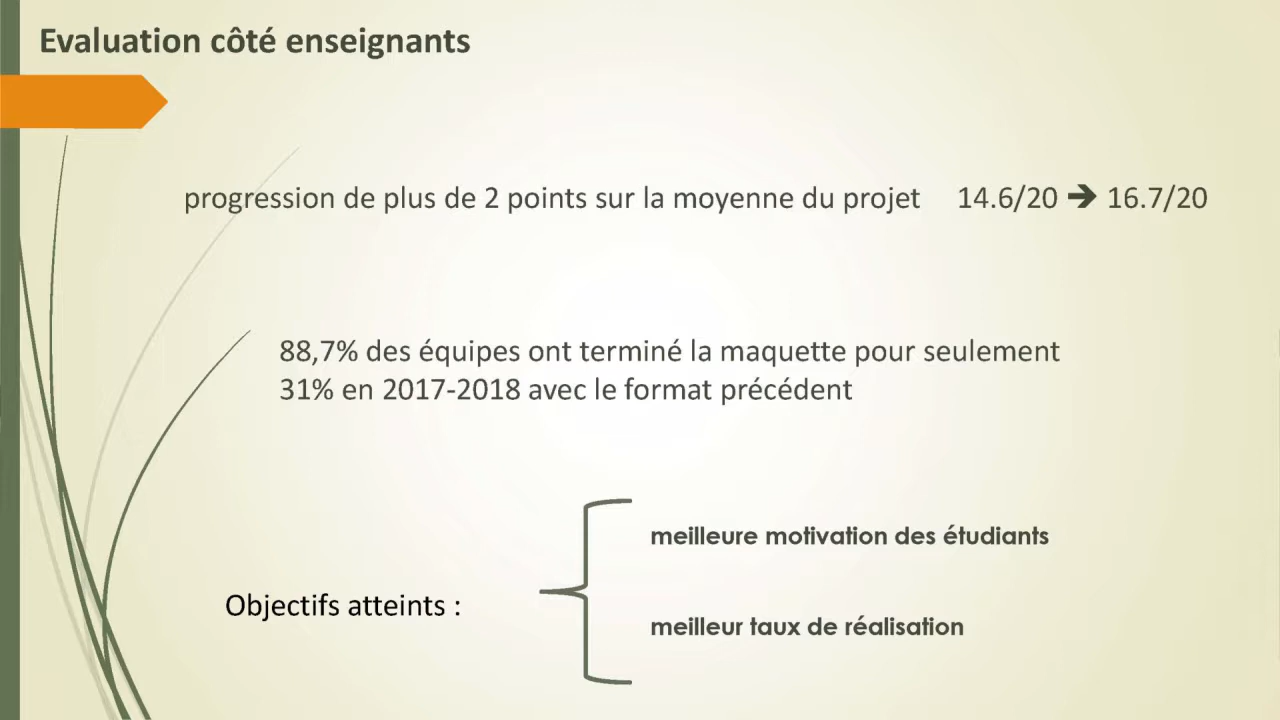 Evaluation côté enseignants
progression de plus de 2 points sur la moyenne du projet 14.6/20 ➔ 16.7/20
88,7% des équipes ont terminé la maquette pour seulement
31% en 2017-2018 avec le format précédent
meilleure motivation des étudiants
Objectifs atteints :
meilleur taux de réalisation